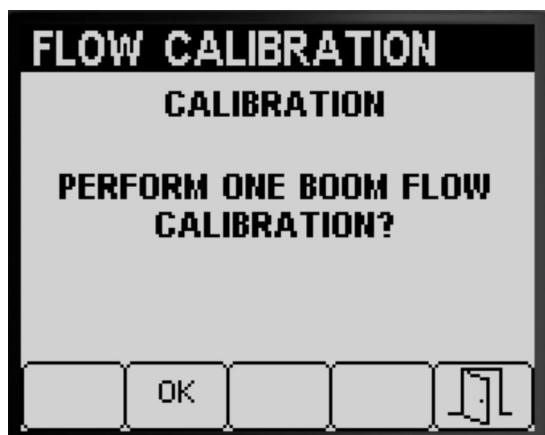 FLOW CALIBRATION
CALIBRATION
PERFORM ONE BOOM FLOW
CALIBRATION?
OK